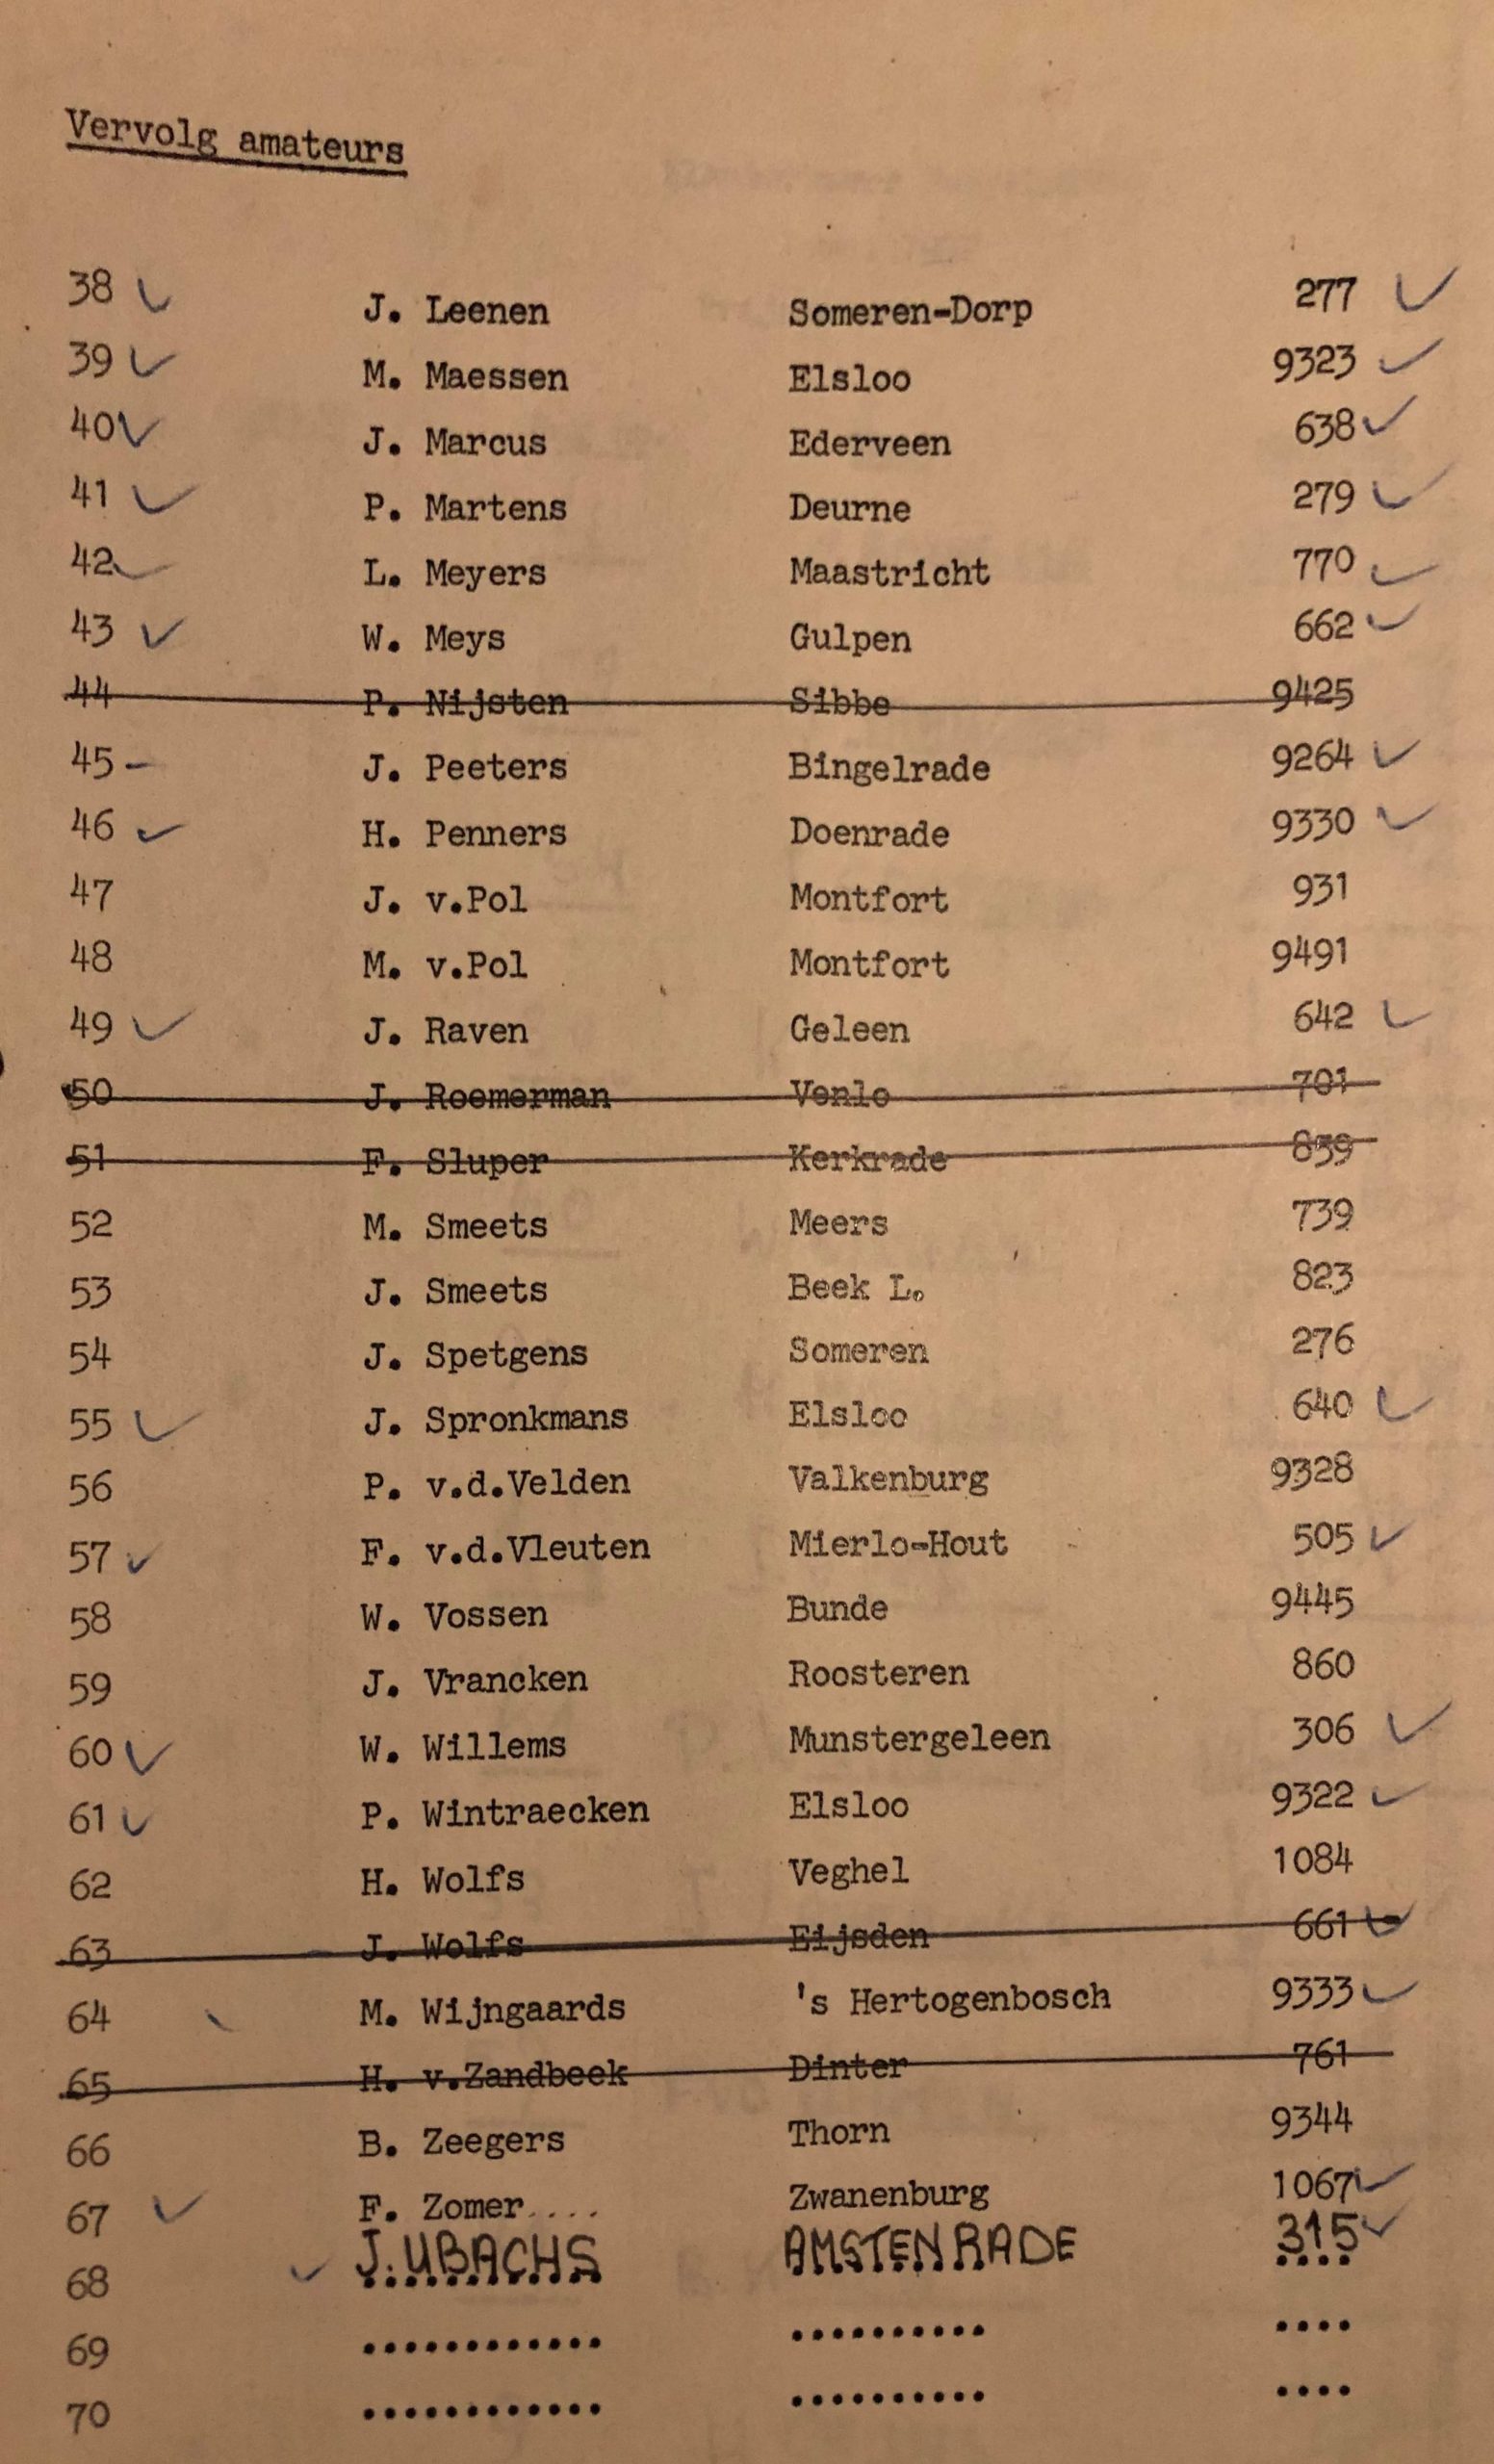 Vervolg amateurs
38 J. Leenen Someren-Dorp 277
39 M. Maessen Elsloo 9323
40 J. Marcus Ederveen 638
41 P. Martens Deurne 279
42 L. Meyers Maastricht 770
43 W. Meys Gulpen 662
44 P. Nijsten Sibbe 9425
45 J. Peeters Bingelrade 9264
46 H. Penners Doenrade 9330
47 J. v.Pol Montfort 931
48 M. v.Pol Montfort 9491
49 J. Raven Geleen 642
50 J. Roemerman Venlo 701
51 F. Sluper Kerkrade 839
52 M. Smeets Meers 739
53 J. Smeets Beek L. 823
54 J. Spetgens Someren 276
55 J. Spronkmans Elsloo 640
56 P. v.d.Velden Valkenburg 9328
57 F. v.d.Vleuten Mierlo-Hout 505
58 W. Vossen Bunde 9445
59 J. Vrancken Roosteren 860
60 W. Willems Munstergeleen 306
61 P. Wintraecken Elsloo 9322
62 H. Wolfs Veghel 1084
63 J. Wolfs Eijsden 661
64 M. Wijngaards 's Hertogenbosch 9333
65 H. v.Zandbeek Dinter 761
66 B. Zeegers Thorn 9344
67 F. Zomer.... Zwanenburg 1067
68 J. UBACHS AMSTENRADE 315
69 ............ .......... ....
70 ............ .......... ....